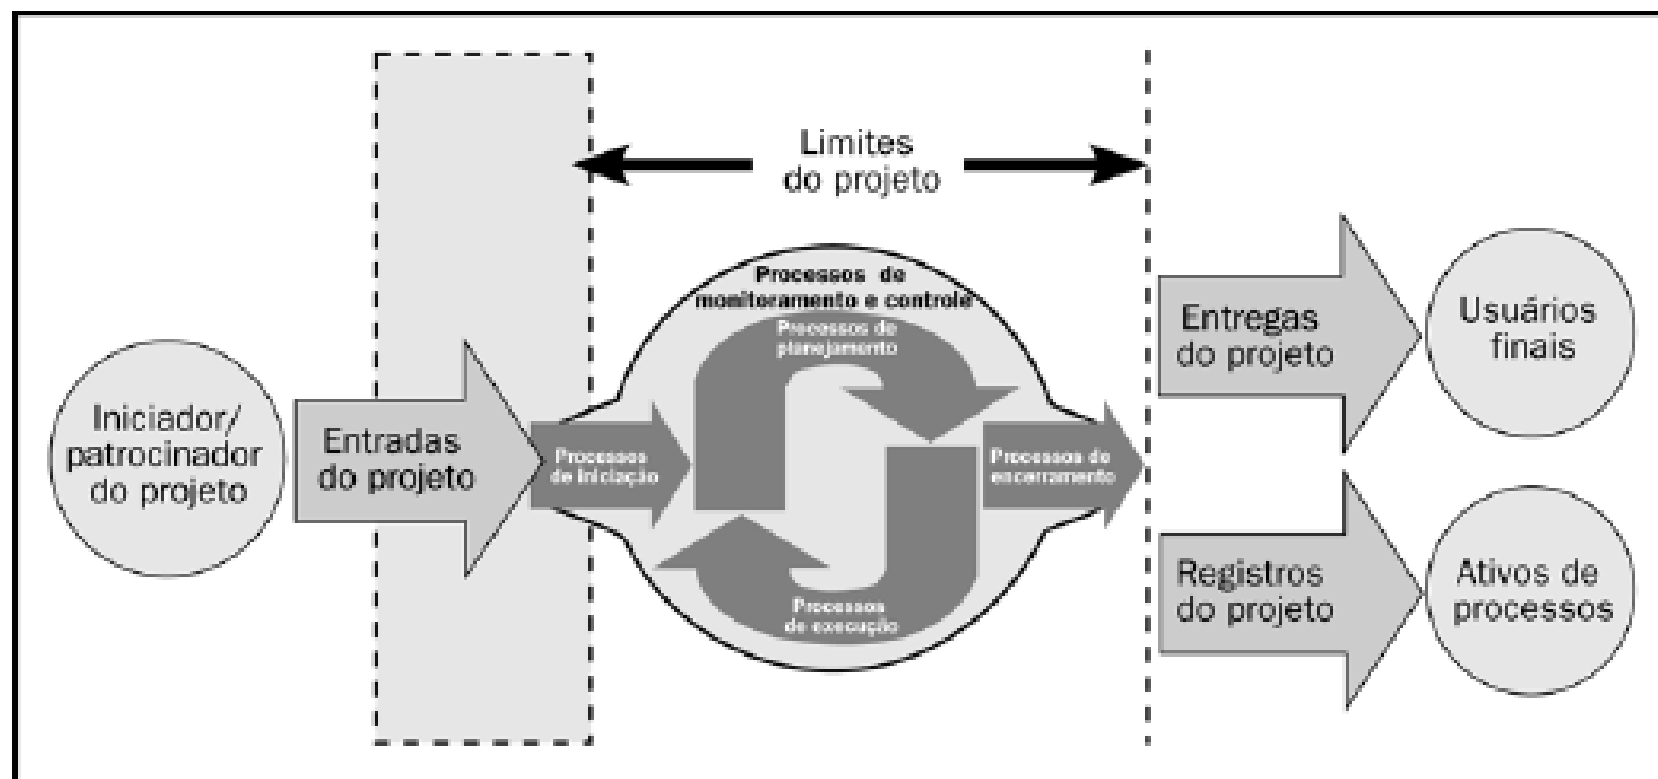 Limites
do projeto
Processos de
monitoramento e controle
Processos de
planejamento
Iniciador/
patrocinador
do projeto
Entradas
do projeto
Processos
de Iniciação
Processos de
encerramento
Processos
de execução
Entregas
do projeto
Usuários
finais
Registros
do projeto
Ativos de
processos